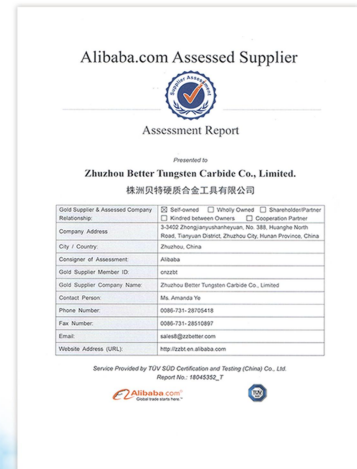 Alibaba.com Assessed Supplier
Supplier Assessment
Assessment Report
Presented to
Zhuzhou Better Tungsten Carbide Co., Limited.
株洲贝特硬质合金工具有限公司
Gold Supplier & Assessed Company Relationship: ☒ Self-owned ☐ Wholly Owned ☐ Shareholder/Partner
☐ Kindred between Owners ☐ Cooperation Partner
Company Address 3-3402 Zhongjianyushanheyuan, No. 388, Huanghe North
Road, Tianyuan District, Zhuzhou City, Hunan Province, China
City / Country: Zhuzhou, China
Consigner of Assessment: Alibaba
Gold Supplier Member ID: cnzzbt
Gold Supplier Company Name: Zhuzhou Better Tungsten Carbide Co., Limited
Contact Person: Ms. Amanda Ye
Phone Number: 0086-731- 28705418
Fax Number: 0086-731- 28510897
Email: sales8@zzbetter.com
Website Address (URL): http://zzbt.en.alibaba.com
Service Provided by TÜV SÜD Certification and Testing (China) Co., Ltd.
Report No.: 18045352_T
Alibaba.com®
Global trade starts here.™
TÜV